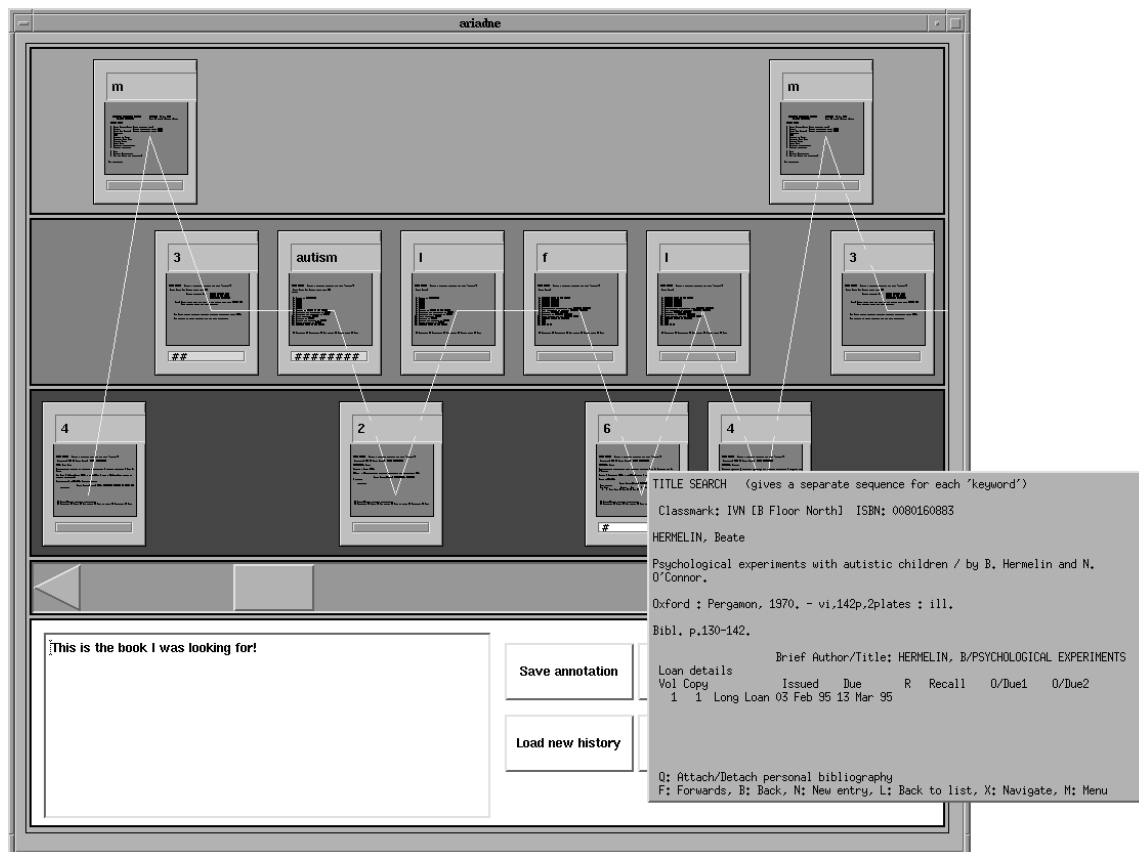 ariadne
m
m
3
autism
l
f
l
3
##
########
4
2
6
4
#
TITLE SEARCH (gives a separate sequence for each 'keyword')
Classmark: IVN [B Floor North] ISBN: 0080160883
HERMELIN, Beate
Psychological experiments with autistic children / by B. Hermelin and N.
O'Connor.
Oxford : Pergamon, 1970. - vi,142p,2plates : ill.
Bibl. p.130-142.
Brief Author/Title: HERMELIN, B/PSYCHOLOGICAL EXPERIMENTS
Loan details
Vol Copy Issued Due R Recall O/Due1 O/Due2
1 1 Long Loan 03 Feb 95 13 Mar 95
Q: Attach/Detach personal bibliography
F: Forwards, B: Back, N: New entry, L: Back to list, X: Navigate, M: Menu
This is the book I was looking for!
Save annotation
Load new history